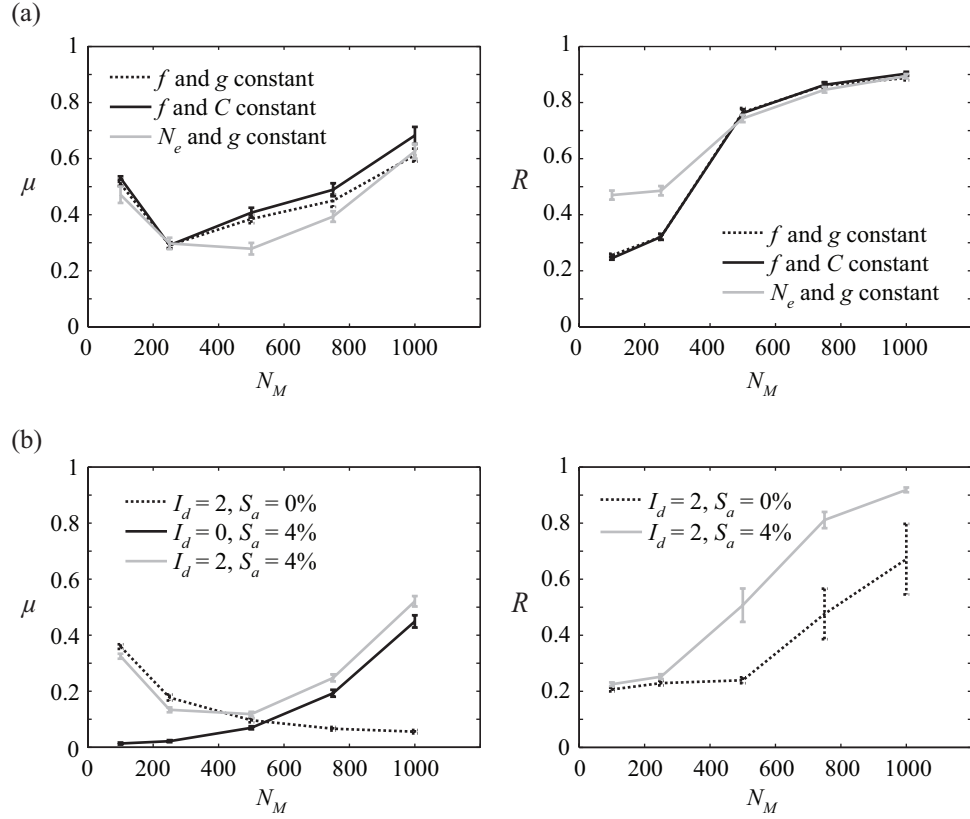 (a)
1
0.8
0.6
0.4
0.2
0
μ
f and g constant
f and C constant
N_e and g constant
0 200 400 600 800 1000
N_M
1
0.8
0.6
0.4
0.2
0
R
f and g constant
f and C constant
N_e and g constant
0 200 400 600 800 1000
N_M
(b)
1
0.8
0.6
0.4
0.2
0
μ
I_d = 2, S_a = 0%
I_d = 0, S_a = 4%
I_d = 2, S_a = 4%
0 200 400 600 800 1000
N_M
1
0.8
0.6
0.4
0.2
0
R
I_d = 2, S_a = 0%
I_d = 2, S_a = 4%
0 200 400 600 800 1000
N_M